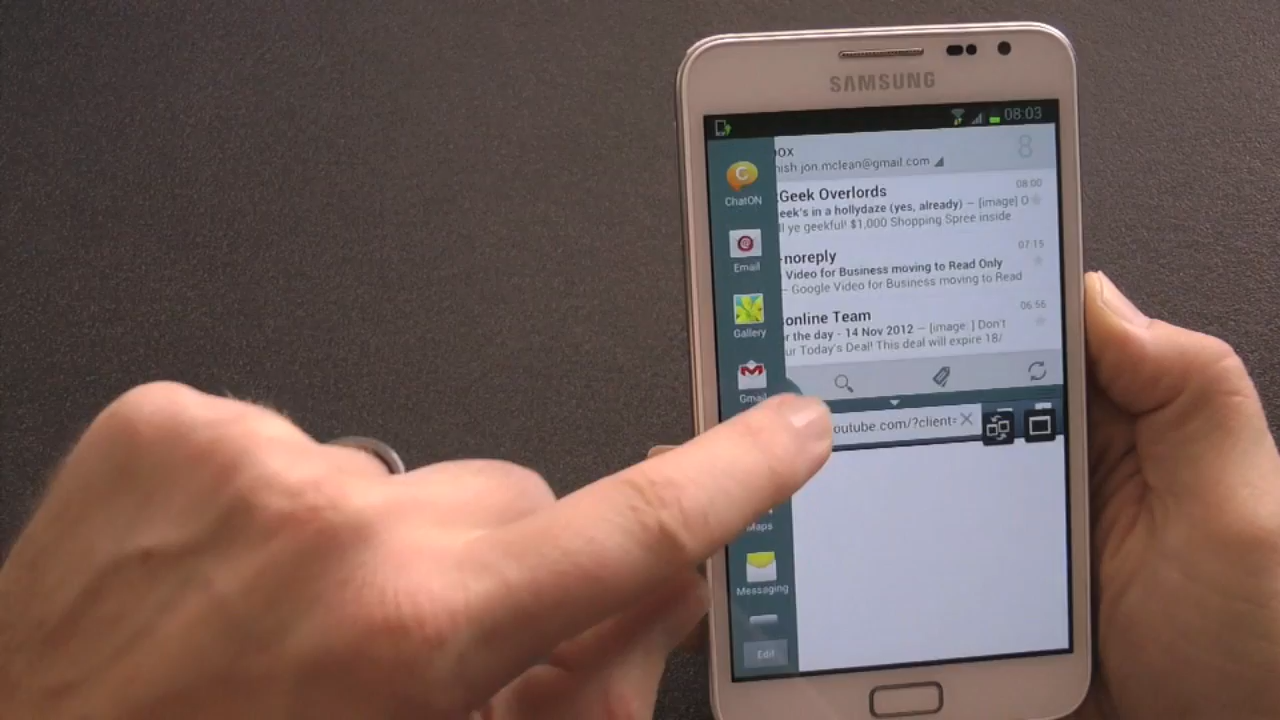 SAMSUNG
08:03
ox
nish jon.mclean@gmail.com
8
Geek Overlords
08:00
eek's in a hollydaze (yes, already) – [image] O
ll ye geekful! $1,000 Shopping Spree inside
-noreply
07:15
Video for Business moving to Read Only
– Google Video for Business moving to Read
online Team
06:56
r the day - 14 Nov 2012 – [image: ] Don't
ur Today's Deal! This deal will expire 18/
ChatON
Email
Gallery
Gmail
outube.com/?client=
Maps
Messaging
Edit